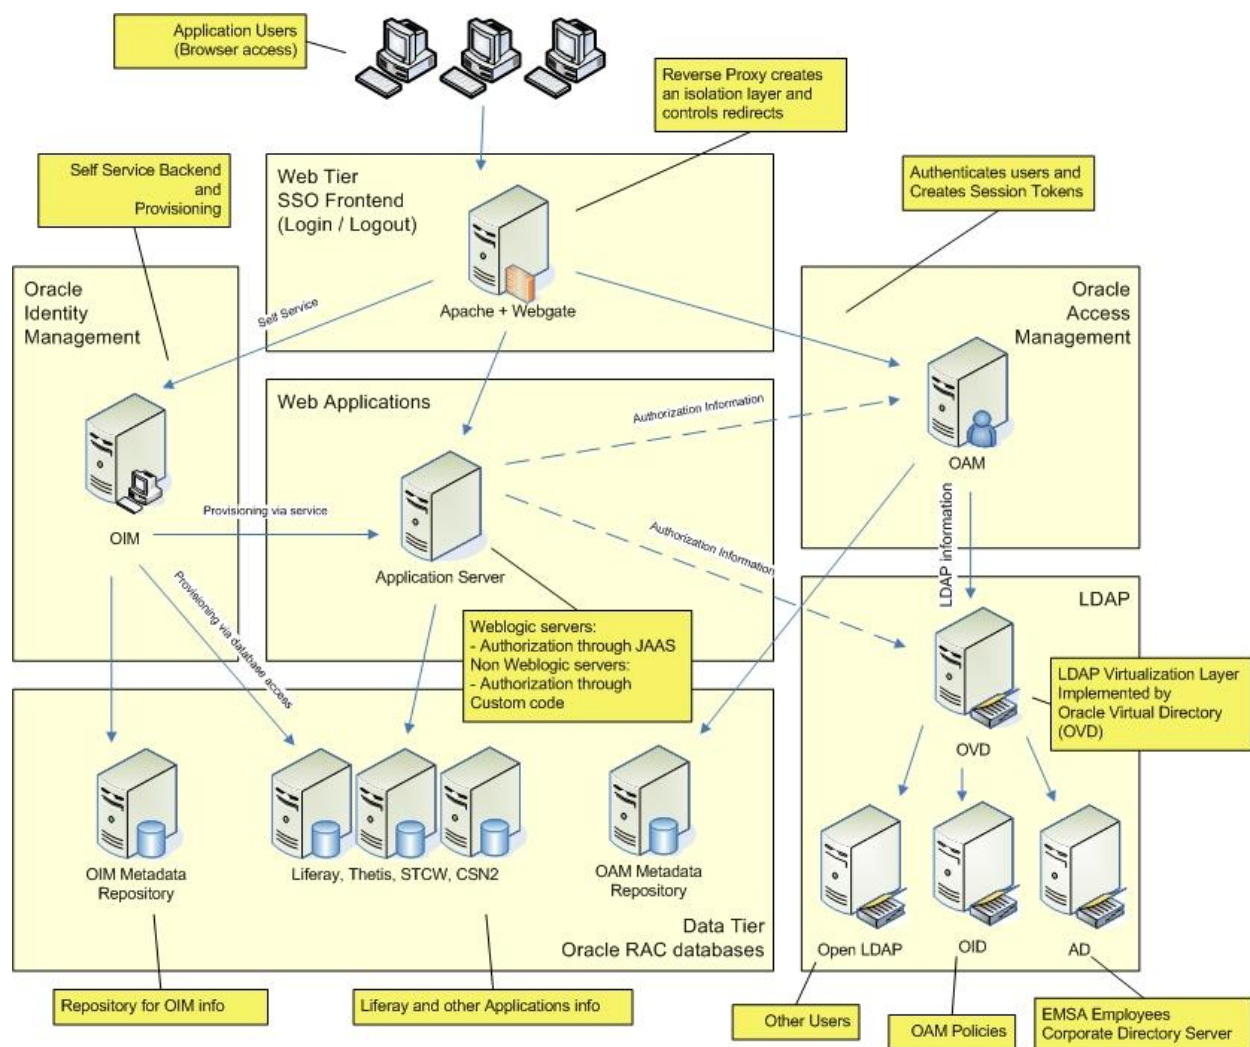 Application Users
(Browser access)
Reverse Proxy creates
an isolation layer and
controls redirects
Self Service Backend
and
Provisioning
Web Tier
SSO Frontend
(Login / Logout)
Authenticates users and
Creates Session Tokens
Oracle
Identity
Management
Self Service
Apache + Webgate
Oracle
Access
Management
Web Applications
Authorization Information
OAM
OIM
Provisioning via service
Application Server
Authorization Information
LDAP information
Provisioning via database access
Weblogic servers:
- Authorization through JAAS
Non Weblogic servers:
- Authorization through
Custom code
LDAP
LDAP Virtualization Layer
Implemented by
Oracle Virtual Directory
(OVD)
OVD
OIM Metadata
Repository
Liferay, Thetis, STCW, CSN2
OAM Metadata
Repository
Data Tier
Oracle RAC databases
Open LDAP
OID
AD
Repository for OIM info
Liferay and other Applications info
Other Users
OAM Policies
EMSA Employees
Corporate Directory Server